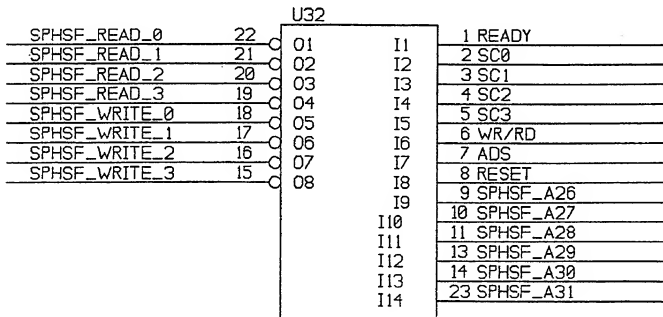 U32
SPHSF_READ_0 22 O1 I1 1 READY
SPHSF_READ_1 21 O2 I2 2 SC0
SPHSF_READ_2 20 O3 I3 3 SC1
SPHSF_READ_3 19 O4 I4 4 SC2
SPHSF_WRITE_0 18 O5 I5 5 SC3
SPHSF_WRITE_1 17 O6 I6 6 WR/RD
SPHSF_WRITE_2 16 O7 I7 7 ADS
SPHSF_WRITE_3 15 O8 I8 8 RESET
I9 9 SPHSF_A26
I10 10 SPHSF_A27
I11 11 SPHSF_A28
I12 13 SPHSF_A29
I13 14 SPHSF_A30
I14 23 SPHSF_A31